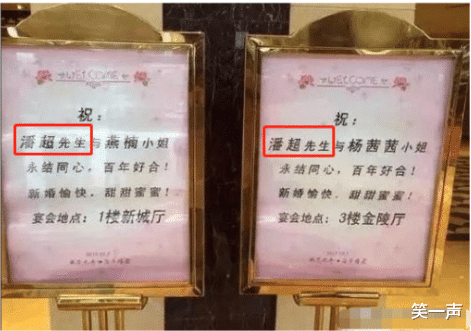 WELCOME
祝：
潘超先生与燕楠小姐
永结同心，百年好合！
新婚愉快，甜甜蜜蜜！
宴会地点：1楼新城厅
WELCOME
祝：
潘超先生与杨茜茜小姐
永结同心，百年好合！
新婚愉快，甜甜蜜蜜！
宴会地点：3楼金陵厅
笑一声